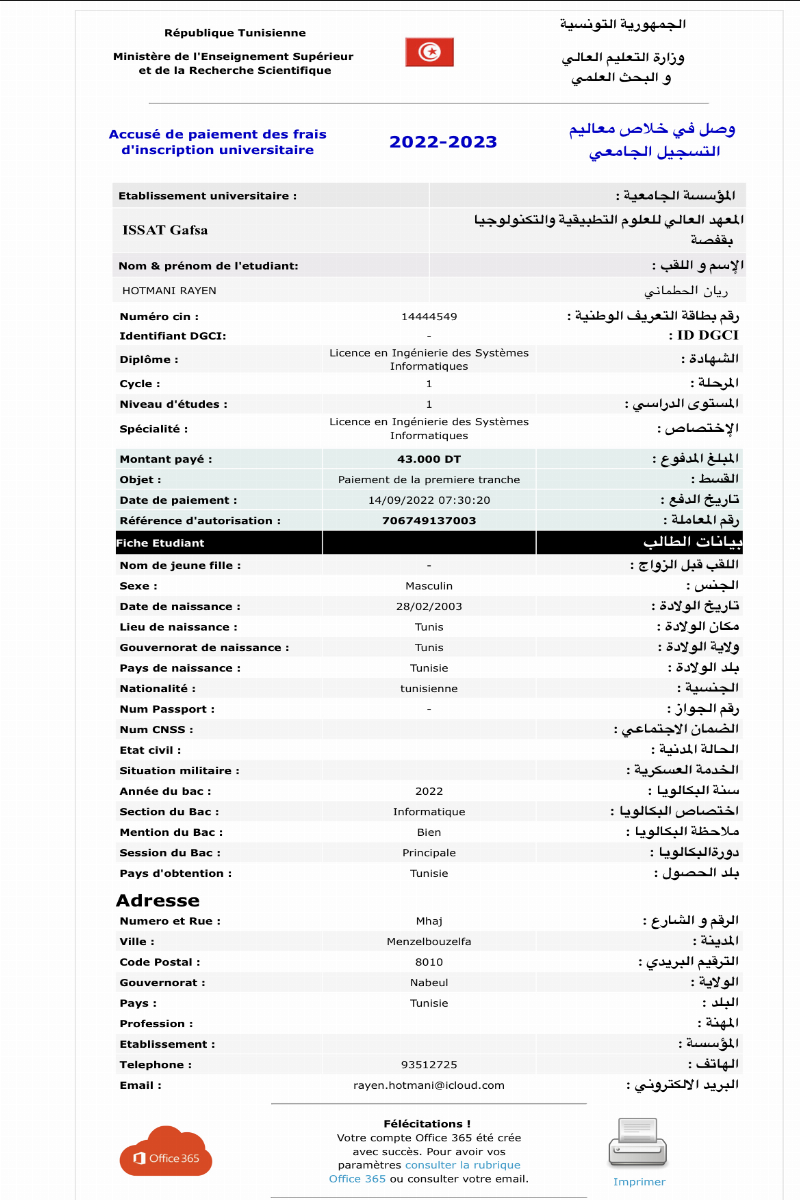 République Tunisienne
الجمهورية التونسية
Ministère de l'Enseignement Supérieur
et de la Recherche Scientifique
وزارة التعليم العالي
و البحث العلمي
Accusé de paiement des frais
d'inscription universitaire
2022-2023
وصل في خلاص معاليم
التسجيل الجامعي
Etablissement universitaire : المؤسسة الجامعية :
ISSAT Gafsa
المعهد العالي للعلوم التطبيقية والتكنولوجيا
بقفصة
Nom & prénom de l'etudiant: الإسم و اللقب :
HOTMANI RAYEN ريان الحطماني
Numéro cin : 14444549 رقم بطاقة التعريف الوطنية :
Identifiant DGCI: - ID DGCI :
Diplôme : Licence en Ingénierie des Systèmes الشهادة :
Informatiques
Cycle : 1 المرحلة :
Niveau d'études : 1 المستوى الدراسي :
Spécialité : Licence en Ingénierie des Systèmes الإختصاص :
Informatiques
Montant payé : 43.000 DT المبلغ المدفوع :
Objet : Paiement de la premiere tranche القسط :
Date de paiement : 14/09/2022 07:30:20 تاريخ الدفع :
Référence d'autorisation : 706749137003 رقم المعاملة :
Fiche Etudiant بيانات الطالب
Nom de jeune fille : - اللقب قبل الزواج :
Sexe : Masculin الجنس :
Date de naissance : 28/02/2003 تاريخ الولادة :
Lieu de naissance : Tunis مكان الولادة :
Gouvernorat de naissance : Tunis ولاية الولادة :
Pays de naissance : Tunisie بلد الولادة :
Nationalité : tunisienne الجنسية :
Num Passport : - رقم الجواز :
Num CNSS : الضمان الاجتماعي :
Etat civil : الحالة المدنية :
Situation militaire : الخدمة العسكرية :
Année du bac : 2022 سنة البكالويا :
Section du Bac : Informatique اختصاص البكالويا :
Mention du Bac : Bien ملاحظة البكالويا :
Session du Bac : Principale دورةالبكالويا :
Pays d'obtention : Tunisie بلد الحصول :
Adresse
Numero et Rue : Mhaj الرقم و الشارع :
Ville : Menzelbouzelfa المدينة :
Code Postal : 8010 الترقيم البريدي :
Gouvernorat : Nabeul الولاية :
Pays : Tunisie البلد :
Profession : المهنة :
Etablissement : المؤسسة :
Telephone : 93512725 الهاتف :
Email : rayen.hotmani@icloud.com البريد الالكتروني :
Office 365
Félécitations !
Votre compte Office 365 été crée
avec succès. Pour avoir vos
paramètres consulter la rubrique
Office 365 ou consulter votre email.
Imprimer